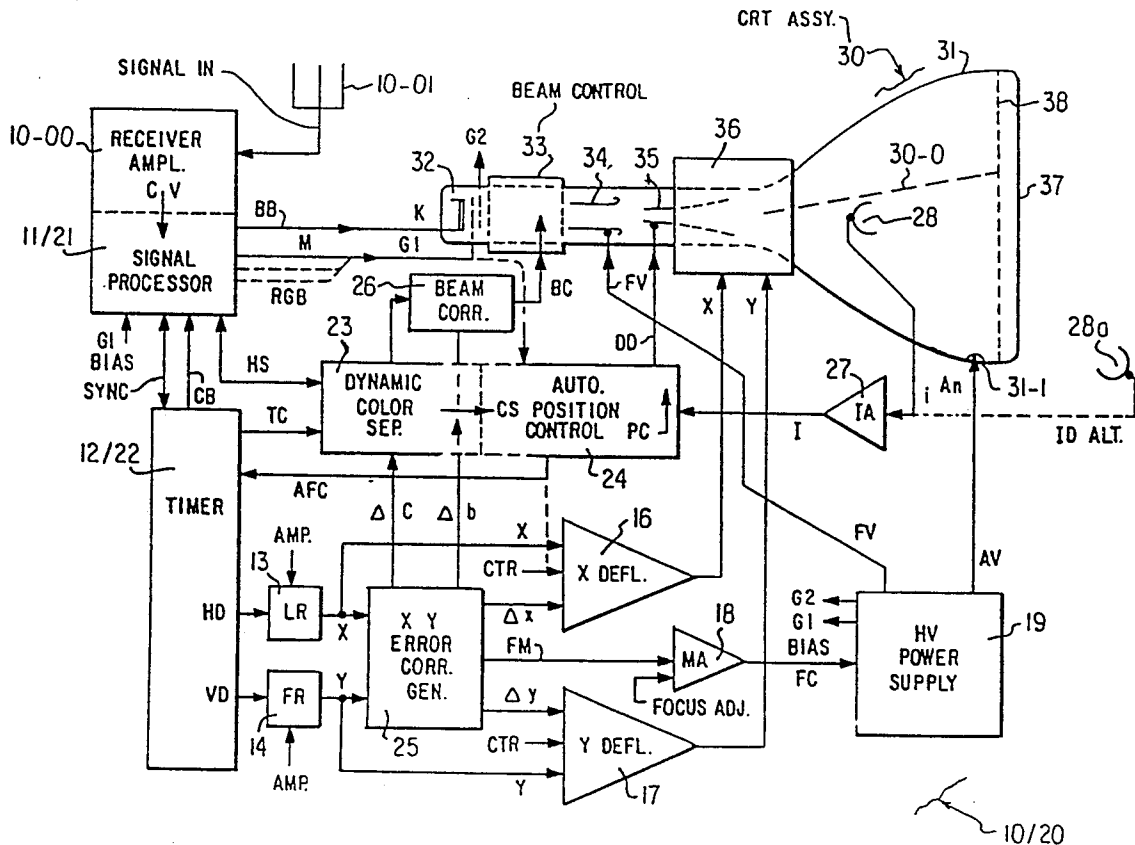 CRT ASSY.
30
31
SIGNAL IN
10-01
BEAM CONTROL
38
10-00
RECEIVER
AMPL.
C V
G2
33
36
32
34
35
30-0
37
BB
K
28
11/21
SIGNAL
PROCESSOR
M
G1
RGB
26
BEAM
CORR.
BC
FV
X
Y
G1
BIAS
SYNC
CB
HS
23
DD
28a
DYNAMIC
COLOR
SEP.
CS
AUTO.
POSITION
CONTROL
PC
27
IA
i
An
31-1
TC
I
ID ALT.
12/22
24
TIMER
AFC
Δ C
Δ b
16
FV
AMP.
X
CTR
X DEFL.
AV
13
HD
LR
X
X Y
ERROR
CORR.
GEN.
Δ x
18
G2
G1
19
FM
MA
BIAS
FC
HV
POWER
SUPPLY
VD
FR
Y
Δ y
FOCUS ADJ.
14
25
CTR
Y DEFL.
AMP.
Y
17
10/20